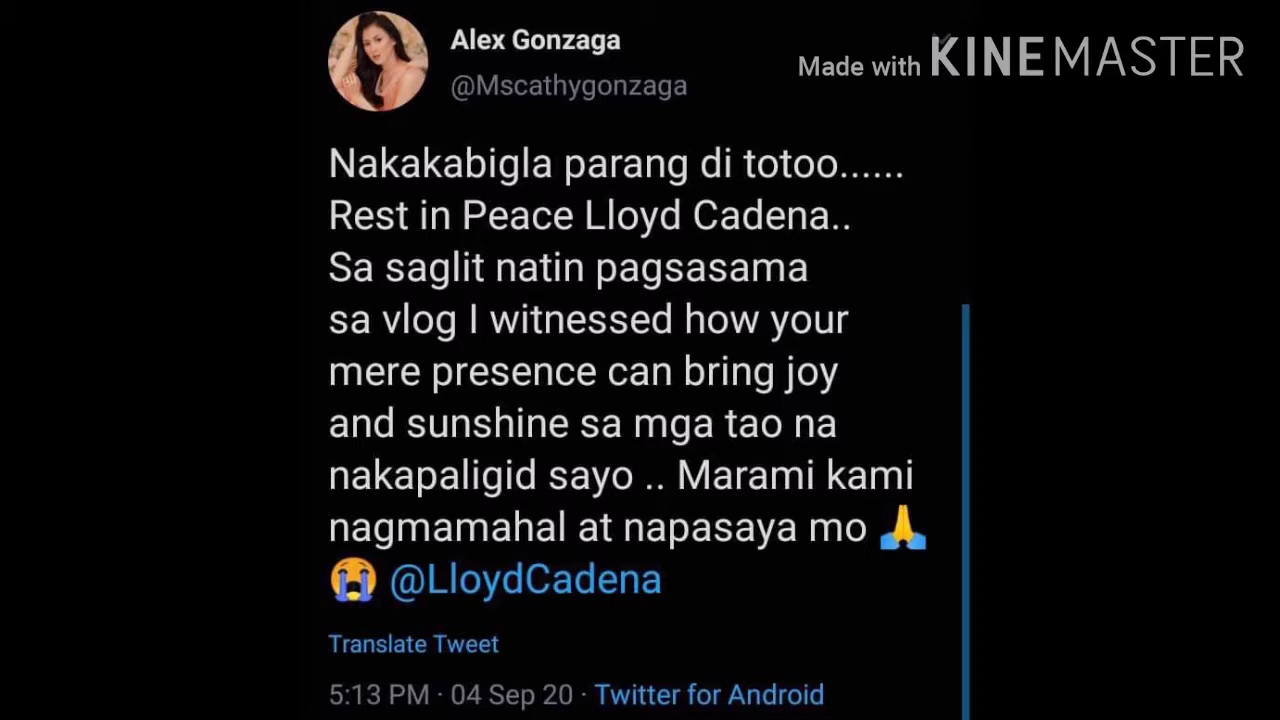 Alex Gonzaga
Made with KINEMASTER
@Mscathygonzaga
Nakakabigla parang di totoo......
Rest in Peace Lloyd Cadena..
Sa saglit natin pagsasama
sa vlog I witnessed how your
mere presence can bring joy
and sunshine sa mga tao na
nakapaligid sayo .. Marami kami
nagmamahal at napasaya mo 🙏
😭 @LloydCadena
Translate Tweet
5:13 PM · 04 Sep 20 · Twitter for Android